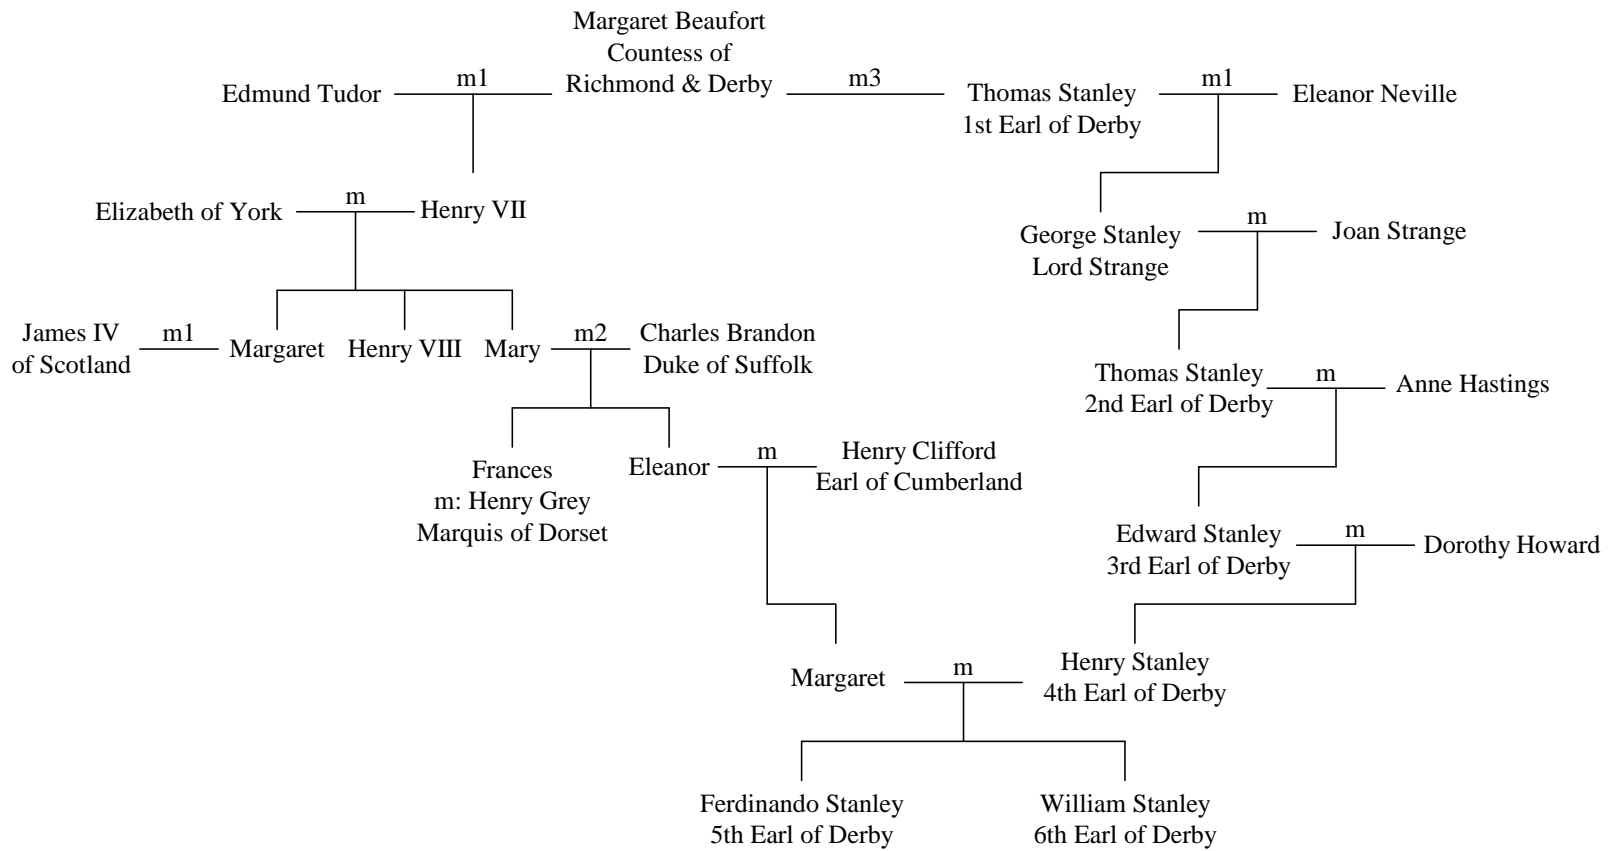 Margaret Beaufort
Countess of
Richmond & Derby
Edmund Tudor
m1
m3
Thomas Stanley
1st Earl of Derby
m1
Eleanor Neville
Elizabeth of York
m
Henry VII
George Stanley
Lord Strange
m
Joan Strange
James IV
of Scotland
m1
Margaret
Henry VIII
Mary
m2
Charles Brandon
Duke of Suffolk
Thomas Stanley
2nd Earl of Derby
m
Anne Hastings
Frances
m: Henry Grey
Marquis of Dorset
Eleanor
m
Henry Clifford
Earl of Cumberland
Edward Stanley
3rd Earl of Derby
m
Dorothy Howard
Margaret
m
Henry Stanley
4th Earl of Derby
Ferdinando Stanley
5th Earl of Derby
William Stanley
6th Earl of Derby